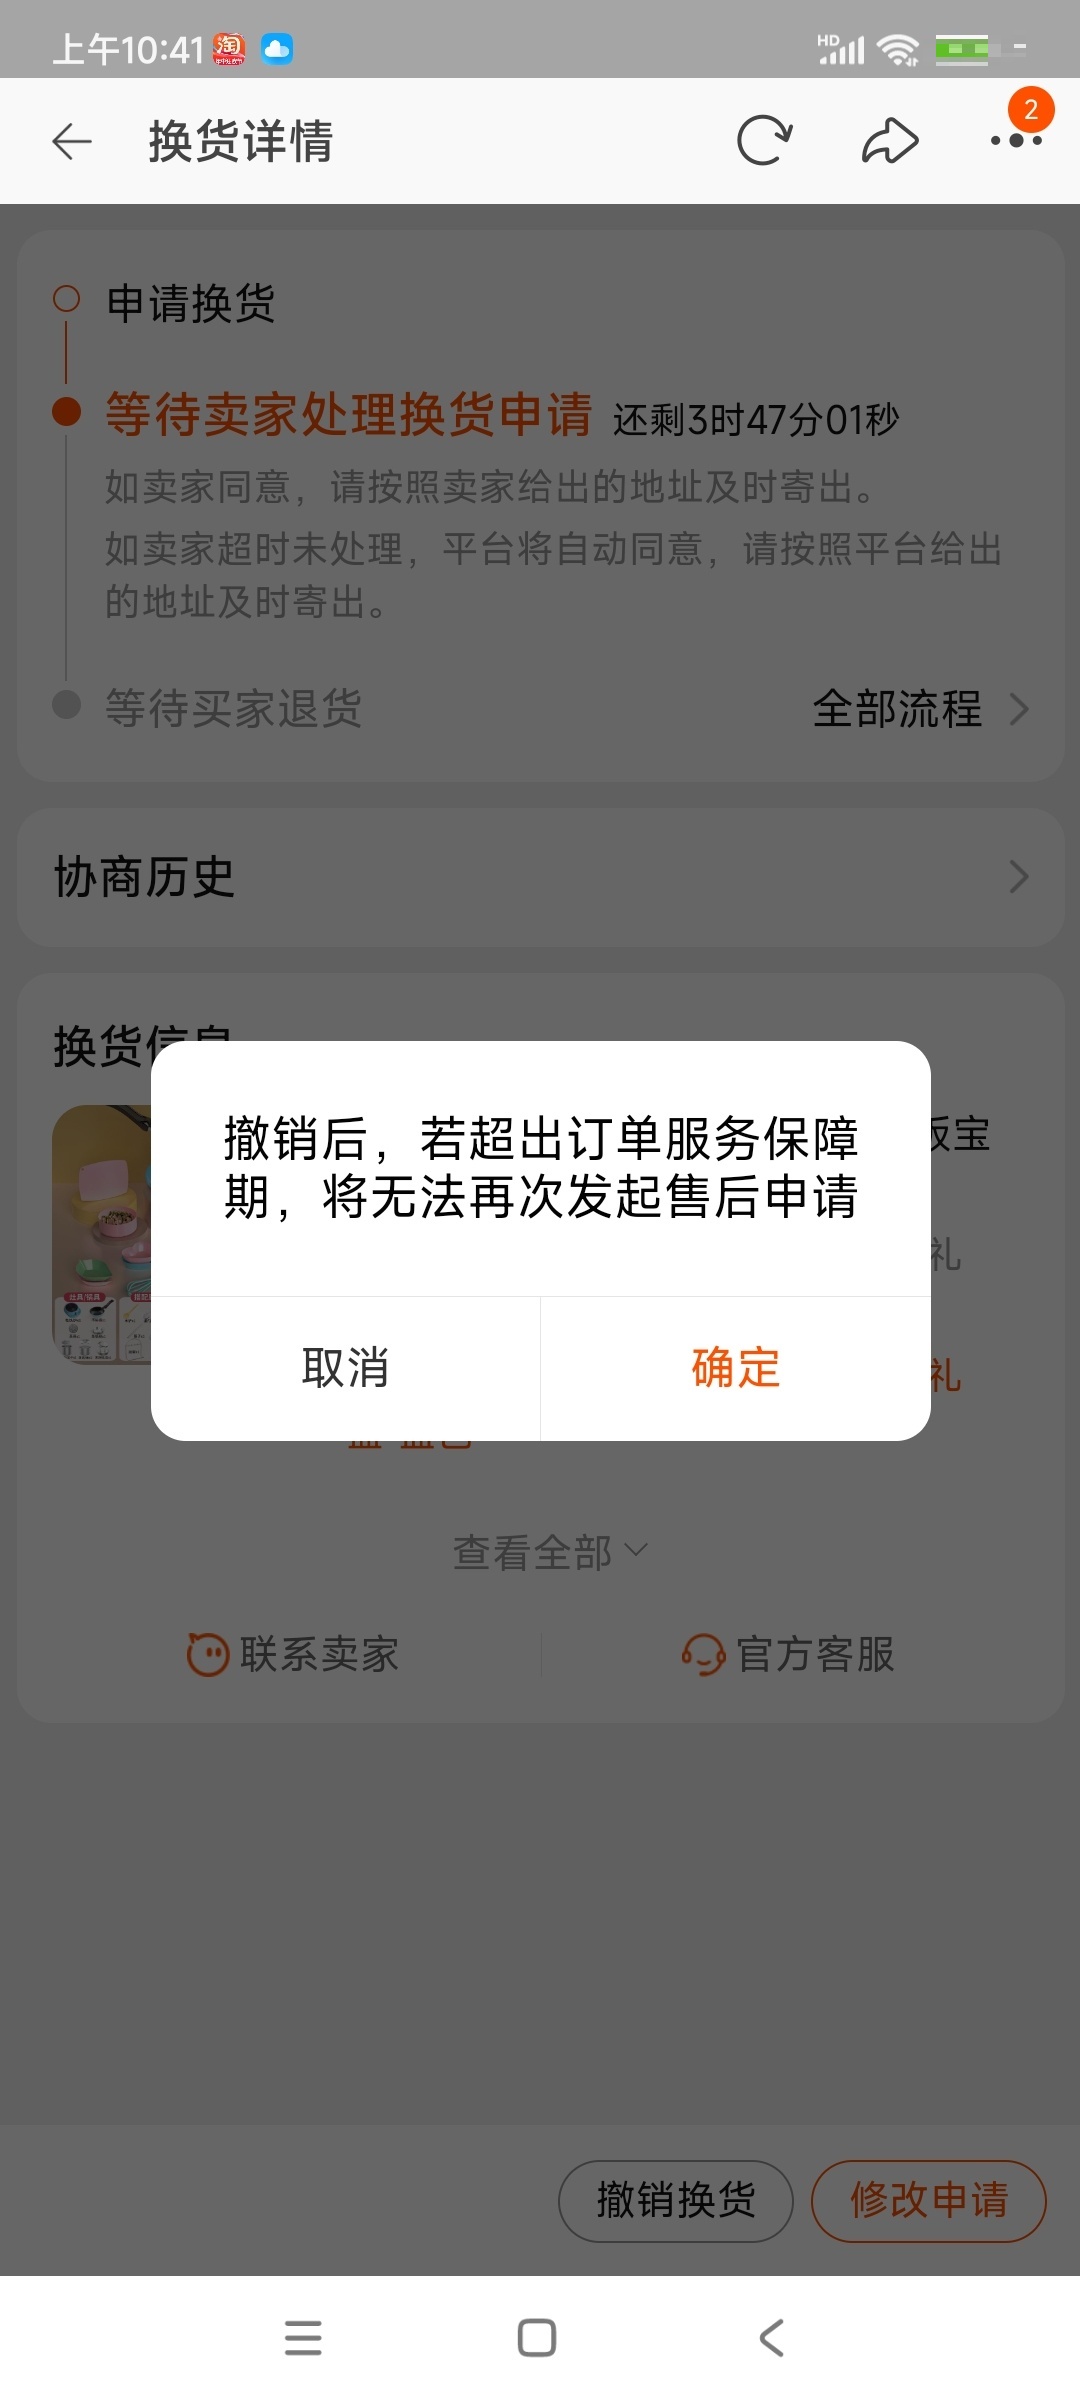 上午10:41
HD
换货详情
2
申请换货
等待卖家处理换货申请 还剩3时47分01秒
如卖家同意，请按照卖家给出的地址及时寄出。
如卖家超时未处理，平台将自动同意，请按照平台给出
的地址及时寄出。
等待买家退货 全部流程
协商历史
换货信息
宝
撤销后，若超出订单服务保障
期，将无法再次发起售后申请
礼
取消 确定
礼
查看全部
联系卖家 官方客服
撤销换货 修改申请